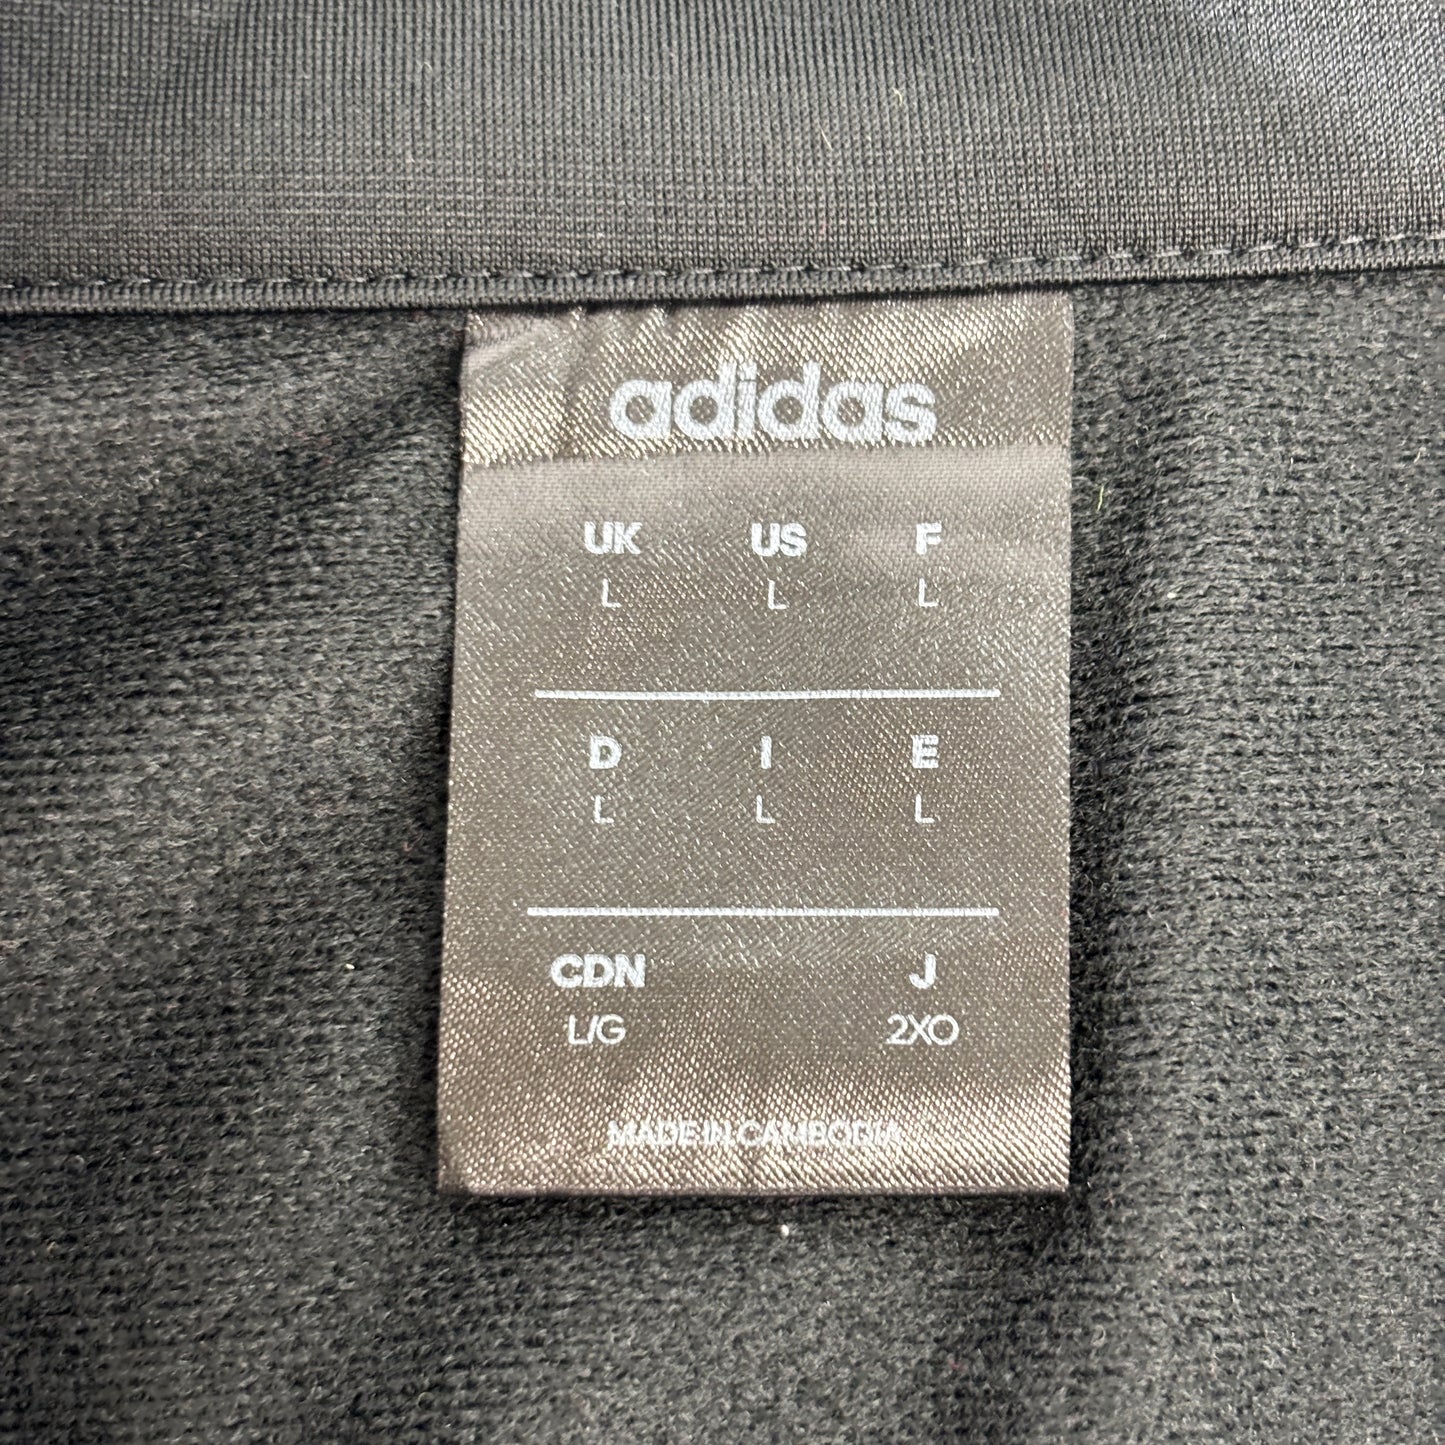 adidas
UK US F
L L L
D I E
L L L
CDN J
L/G 2XO
MADE IN CAMBODIA